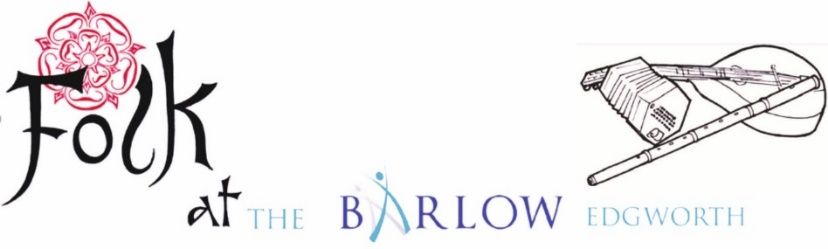 Folk
at THE BARLOW EDGWORTH